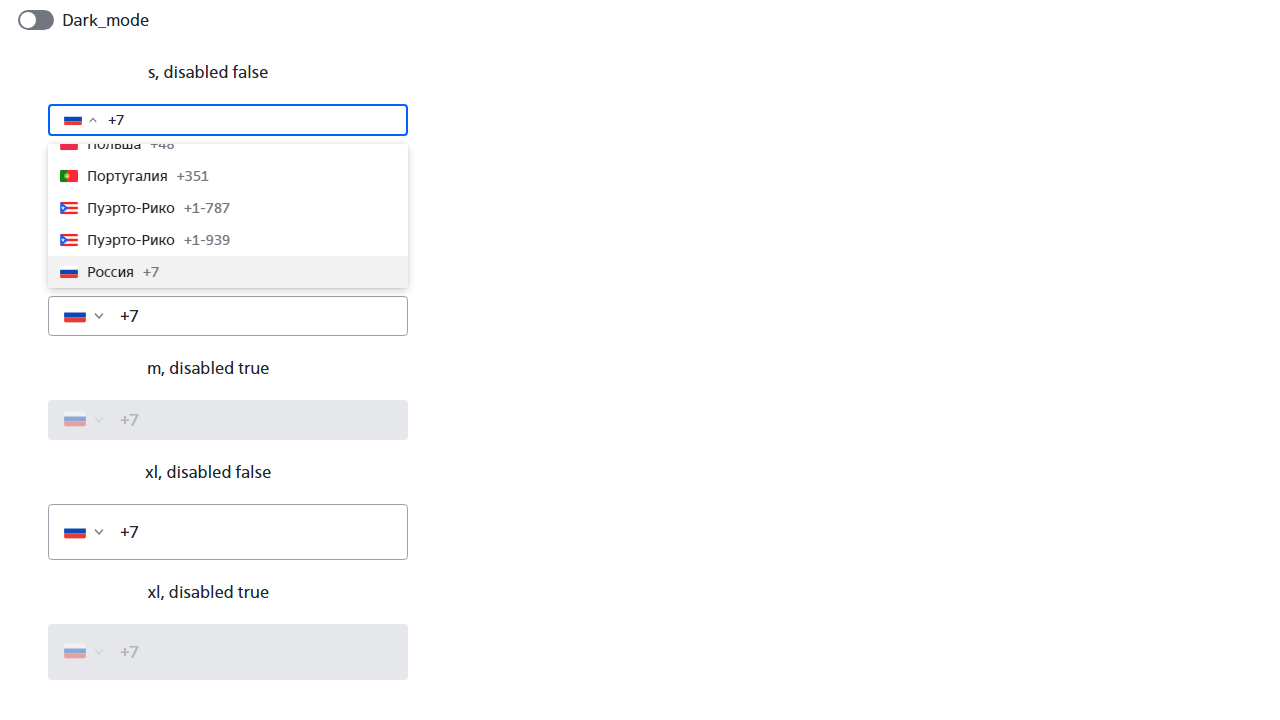 Dark_mode
s, disabled false
+7
Польша +48
Португалия +351
Пуэрто-Рико +1-787
Пуэрто-Рико +1-939
Россия +7
+7
m, disabled true
+7
xl, disabled false
+7
xl, disabled true
+7